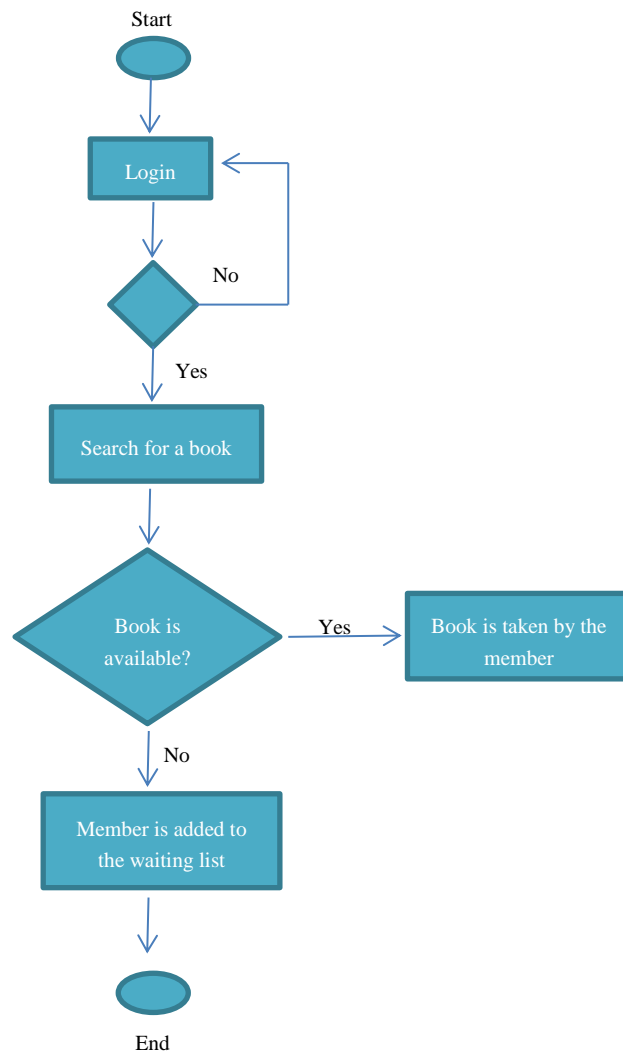 Start
Login
No
Yes
Search for a book
Book is
available?
Yes
Book is taken by the
member
No
Member is added to
the waiting list
End